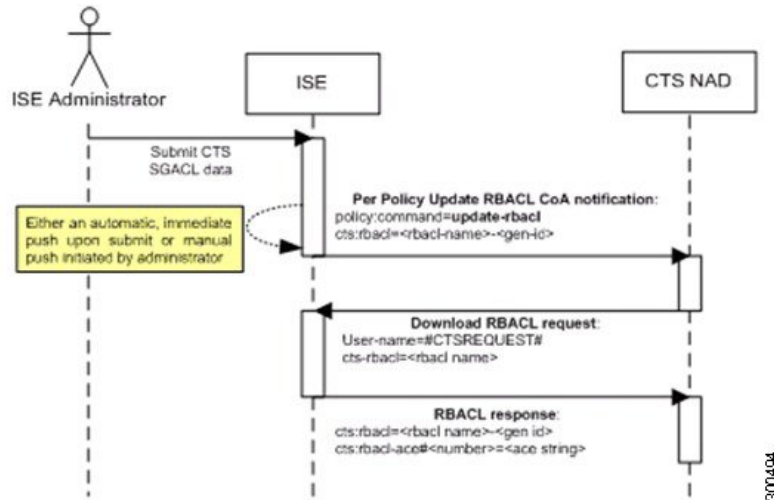 ISE Administrator
ISE
CTS NAD
Submit CTS
SGACL data
Either an automatic, immediate
push upon submit or manual
push initiated by administrator
Per Policy Update RBACL CoA notification:
policy:command=update-rbacl
cts:rbacl=<rbacl-name>-<gen-id>
Download RBACL request:
User-name=#CTSREQUEST#
cts-rbacl=<rbacl name>
RBACL response:
cts:rbacl=<rbacl name>-<gen id>
cts:rbacl-ace#<number>=<ace string>
300494